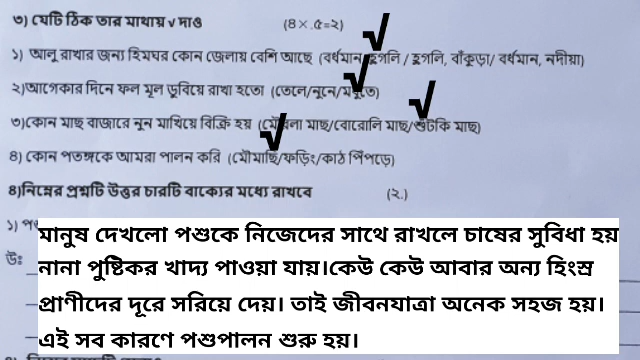 ৩) যেটি ঠিক তার মাথায় √ দাও (8×.৫=২)
১) আলু রাখার জন্য হিমঘর কোন জেলায় বেশি আছে (বর্ধমান, হুগলি / হুগলি, বাঁকুড়া/ বর্ধমান, নদীয়া)
২)আগেকার দিনে ফল মূল ডুবিয়ে রাখা হতো (তেলে/নুনে/মধুতে)
৩)কোন মাছ বাজারে নুন মাখিয়ে বিক্রি হয় (মৌরলা মাছ/বোরোলি মাছ/শুঁটকি মাছ)
৪) কোন পতঙ্গকে আমরা পালন করি (মৌমাছি/ফড়িং/কাঠ পিঁপড়ে)
৪)নিম্নের প্রশ্নটি উত্তর চারটি বাক্যের মধ্যে রাখবে (২.)
১)
মানুষ দেখলো পশুকে নিজেদের সাথে রাখলে চাষের সুবিধা হয়
উঃ
নানা পুষ্টিকর খাদ্য পাওয়া যায়।কেউ কেউ আবার অন্য হিংস্র
প্রাণীদের দূরে সরিয়ে দেয়। তাই জীবনযাত্রা অনেক সহজ হয়।
এই সব কারণে পশুপালন শুরু হয়।